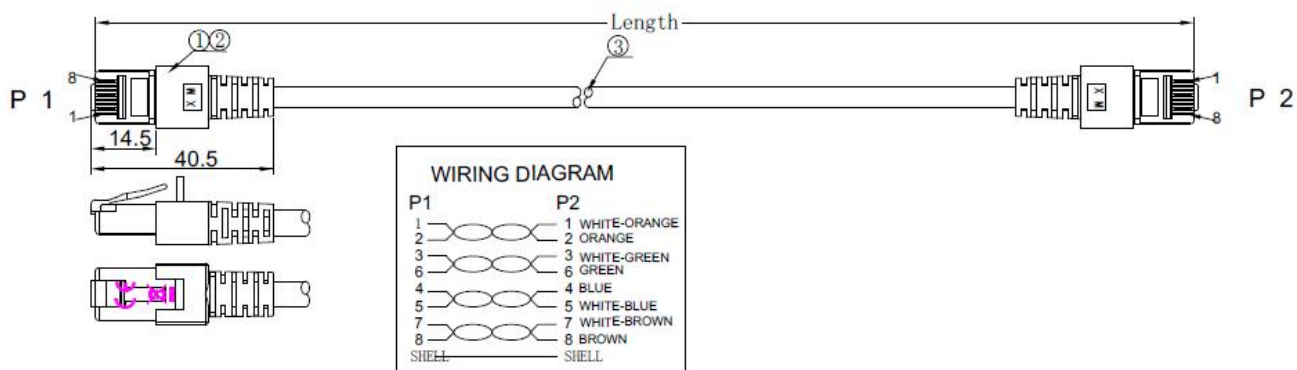 Length
①②
③
8
1
P 1
P 2
1
8
X M
X M
14.5
40.5
WIRING DIAGRAM
P1 P2
1 1 WHITE-ORANGE
2 2 ORANGE
3 3 WHITE-GREEN
6 6 GREEN
4 4 BLUE
5 5 WHITE-BLUE
7 7 WHITE-BROWN
8 8 BROWN
SHELL SHELL
CE